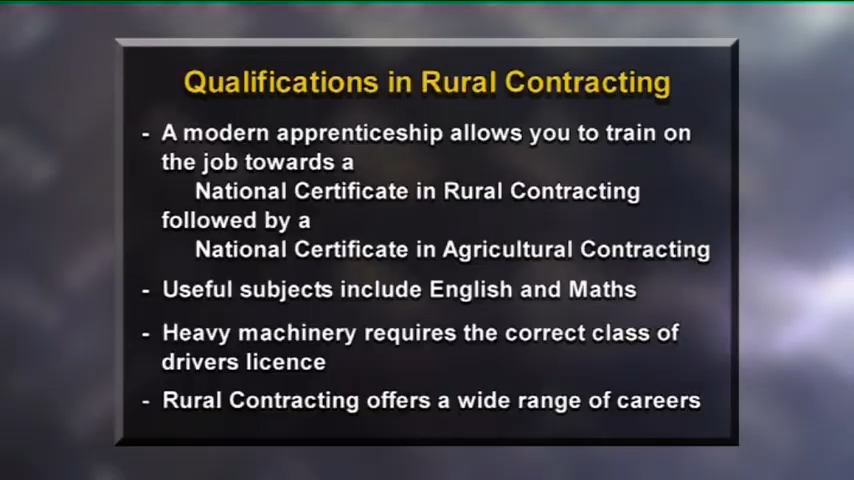 Qualifications in Rural Contracting
- A modern apprenticeship allows you to train on
the job towards a
National Certificate in Rural Contracting
followed by a
National Certificate in Agricultural Contracting
- Useful subjects include English and Maths
- Heavy machinery requires the correct class of
drivers licence
- Rural Contracting offers a wide range of careers